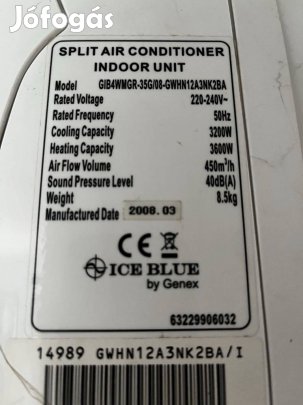 Jófogás
SPLIT AIR CONDITIONER
INDOOR UNIT
Model GIB4WMGR-35G/08-GWHN12A3NK2BA
Rated Voltage 220-240V~
Rated Frequency 50Hz
Cooling Capacity 3200W
Heating Capacity 3600W
Air Flow Volume 450m³/h
Sound Pressure Level 40dB(A)
Weight 8.5kg
Manufactured Date 2008.03
CE
ICE BLUE
by Genex
63229906032
14989 GWHN12A3NK2BA/I